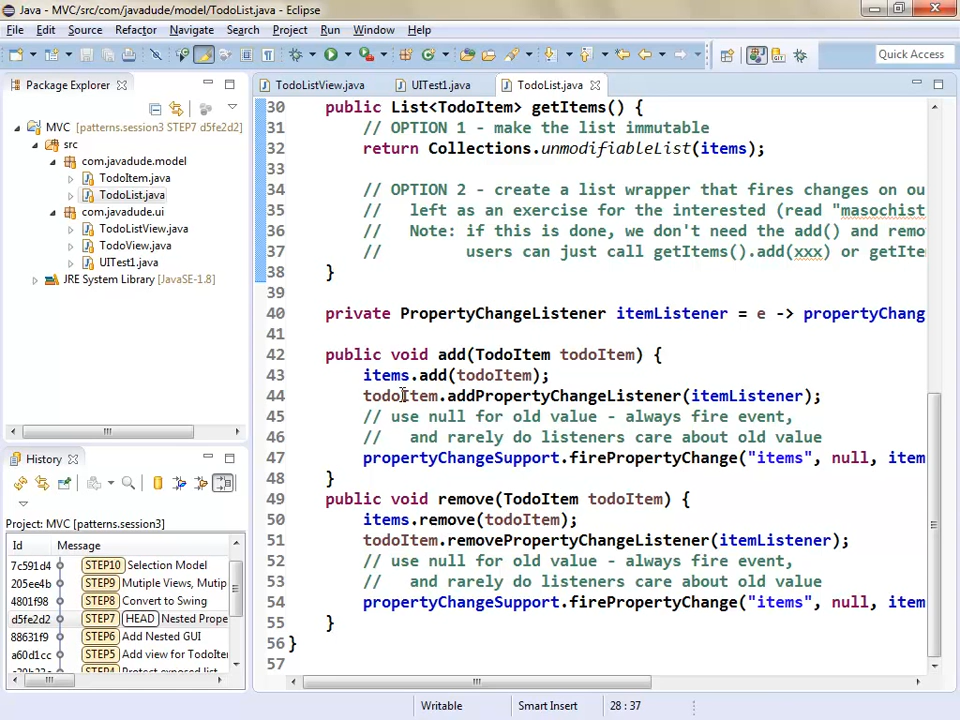 Java - MVC/src/com/javadude/model/TodoList.java - Eclipse
File Edit Source Refactor Navigate Search Project Run Window Help
Quick Access
Package Explorer
MVC [patterns.session3 STEP7 d5fe2d2]
src
com.javadude.model
TodoItem.java
TodoList.java
com.javadude.ui
TodoListView.java
TodoView.java
UITest1.java
JRE System Library [JavaSE-1.8]
History
Project: MVC [patterns.session3]
Id Message
7c591d4 STEP10 Selection Model
205ee4b STEP9 Mutiple Views, Mutip
4801f98 STEP8 Convert to Swing
d5fe2d2 STEP7 HEAD Nested Prope
88631f9 STEP6 Add Nested GUI
a60d1cc STEP5 Add view for TodoIter
STEP4 Protect exposed list
TodoListView.java UITest1.java TodoList.java
30 public List<TodoItem> getItems() {
31 // OPTION 1 - make the list immutable
32 return Collections.unmodifiableList(items);
33
34 // OPTION 2 - create a list wrapper that fires changes on ou
35 // left as an exercise for the interested (read "masochist
36 // Note: if this is done, we don't need the add() and remo
37 // users can just call getItems().add(xxx) or getIte
38 }
39
40 private PropertyChangeListener itemListener = e -> propertyChang
41
42 public void add(TodoItem todoItem) {
43 items.add(todoItem);
44 todoItem.addPropertyChangeListener(itemListener);
45 // use null for old value - always fire event,
46 // and rarely do listeners care about old value
47 propertyChangeSupport.firePropertyChange("items", null, item
48 }
49 public void remove(TodoItem todoItem) {
50 items.remove(todoItem);
51 todoItem.removePropertyChangeListener(itemListener);
52 // use null for old value - always fire event,
53 // and rarely do listeners care about old value
54 propertyChangeSupport.firePropertyChange("items", null, item
55 }
56 }
57
Writable Smart Insert 28 : 37